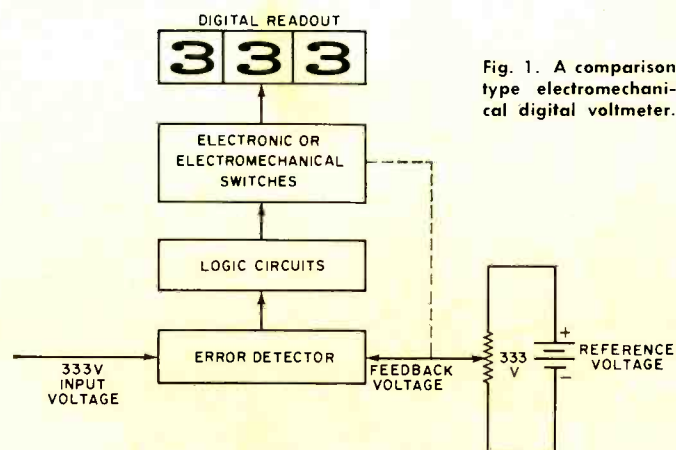 DIGITAL READOUT
333
Fig. 1. A comparison
type electromechani-
cal digital voltmeter.
ELECTRONIC OR
ELECTROMECHANICAL
SWITCHES
LOGIC CIRCUITS
ERROR DETECTOR
333V
INPUT
VOLTAGE
FEEDBACK
VOLTAGE
333
V
+
REFERENCE
VOLTAGE
−